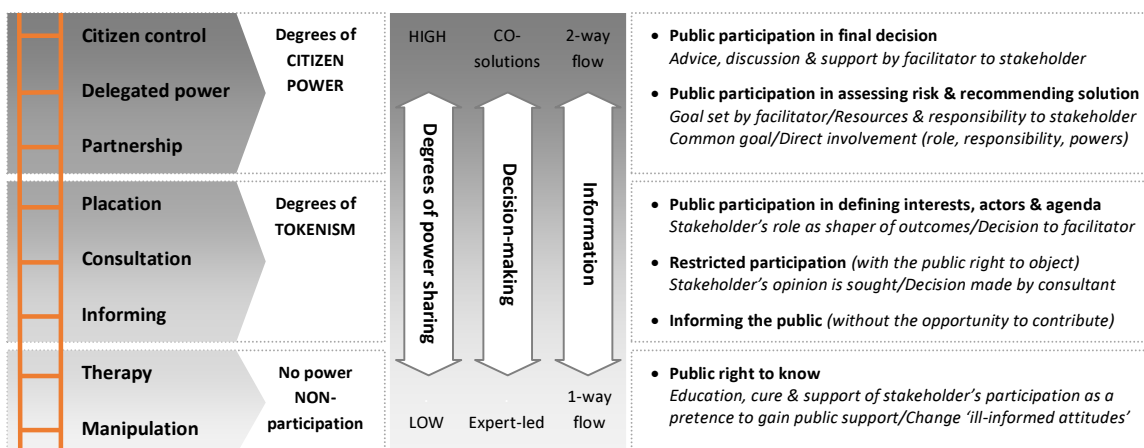 Citizen control
Delegated power
Partnership
Degrees of
CITIZEN
POWER
Placation
Consultation
Informing
Degrees of
TOKENISM
Therapy
Manipulation
No power
NON-
participation
HIGH
CO-
solutions
2-way
flow
Degrees of power sharing
Decision-making
Information
LOW
Expert-led
1-way
flow
• Public participation in final decision
Advice, discussion & support by facilitator to stakeholder
• Public participation in assessing risk & recommending solution
Goal set by facilitator/Resources & responsibility to stakeholder
Common goal/Direct involvement (role, responsibility, powers)
• Public participation in defining interests, actors & agenda
Stakeholder’s role as shaper of outcomes/Decision to facilitator
• Restricted participation (with the public right to object)
Stakeholder’s opinion is sought/Decision made by consultant
• Informing the public (without the opportunity to contribute)
• Public right to know
Education, cure & support of stakeholder’s participation as a
pretence to gain public support/Change ‘ill-informed attitudes’